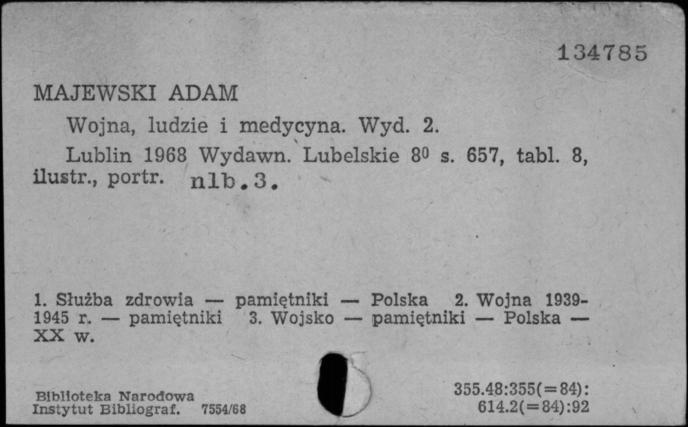 134785
MAJEWSKI ADAM
Wojna, ludzie i medycyna. Wyd. 2.
Lublin 1968 Wydawn. Lubelskie 8⁰ s. 657, tabl. 8,
ilustr., portr. nlb.3.
1. Służba zdrowia — pamiętniki — Polska 2. Wojna 1939-
1945 r. — pamiętniki 3. Wojsko — pamiętniki — Polska —
XX w.
355.48:355(=84):
614.2(=84):92
Biblioteka Narodowa
Instytut Bibliograf. 7554/68